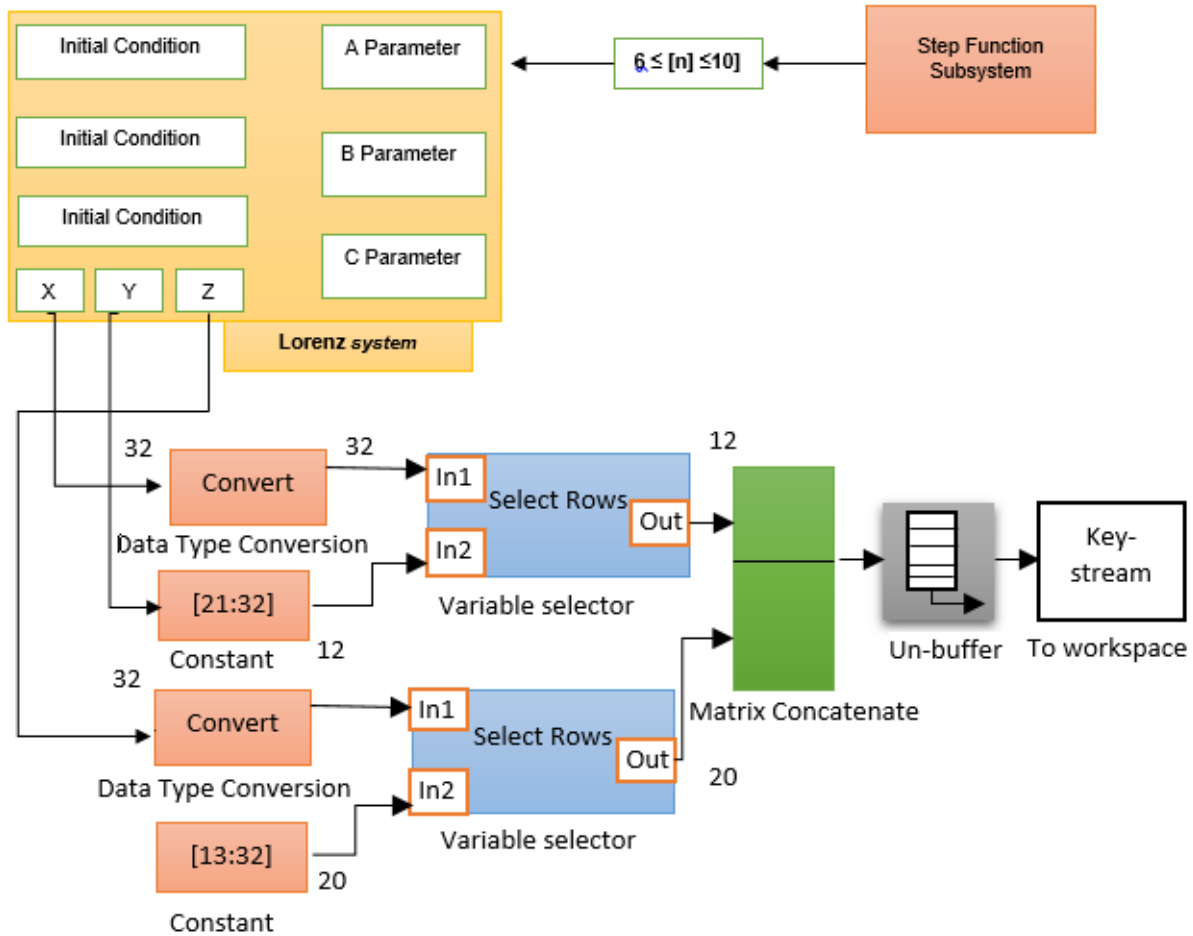 Initial Condition
A Parameter
6 ≤ [n] ≤10]
Step Function
Subsystem
Initial Condition
B Parameter
Initial Condition
C Parameter
X
Y
Z
Lorenz system
32
Convert
32
Data Type Conversion
In1
Select Rows
Out
In2
Variable selector
[21:32]
Constant
12
12
Matrix Concatenate
Un-buffer
Key-
stream
To workspace
32
Convert
Data Type Conversion
In1
Select Rows
Out
In2
Variable selector
20
[13:32]
20
Constant